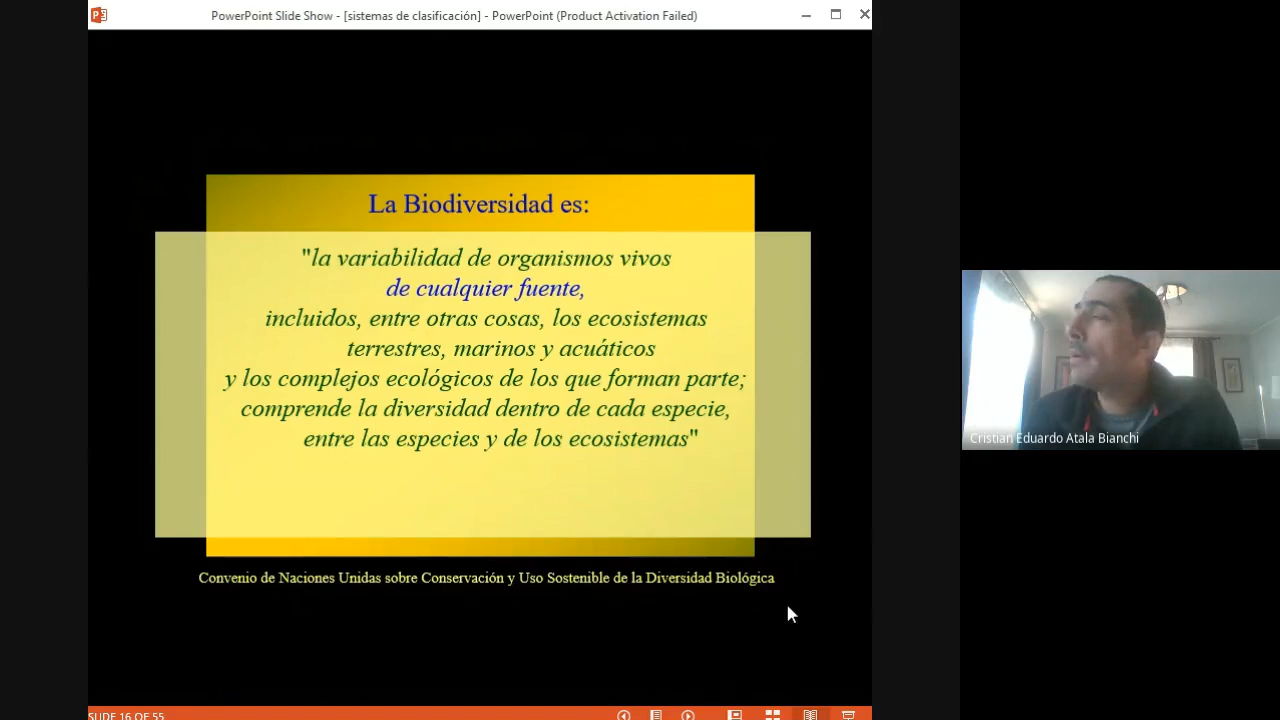 PowerPoint Slide Show - [sistemas de clasificación] - PowerPoint (Product Activation Failed)
La Biodiversidad es:
"la variabilidad de organismos vivos
de cualquier fuente,
incluidos, entre otras cosas, los ecosistemas
terrestres, marinos y acuáticos
y los complejos ecológicos de los que forman parte;
comprende la diversidad dentro de cada especie,
entre las especies y de los ecosistemas"
Convenio de Naciones Unidas sobre Conservación y Uso Sostenible de la Diversidad Biológica
Cristian Eduardo Atala Bianchi
SLIDE 16 OF 55